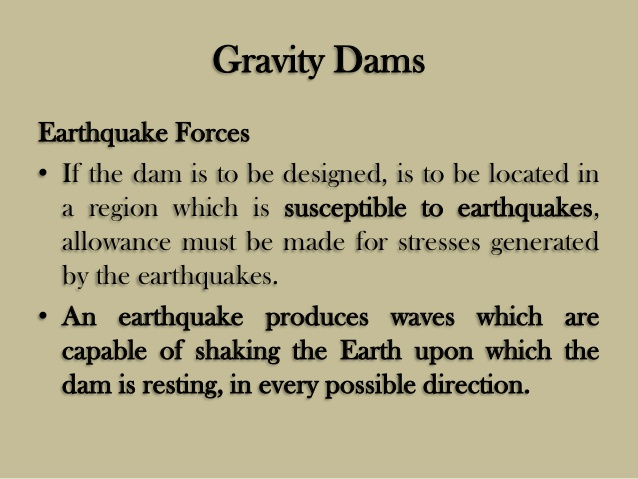 Gravity Dams
Earthquake Forces
• If the dam is to be designed, is to be located in
a region which is susceptible to earthquakes,
allowance must be made for stresses generated
by the earthquakes.
• An earthquake produces waves which are
capable of shaking the Earth upon which the
dam is resting, in every possible direction.